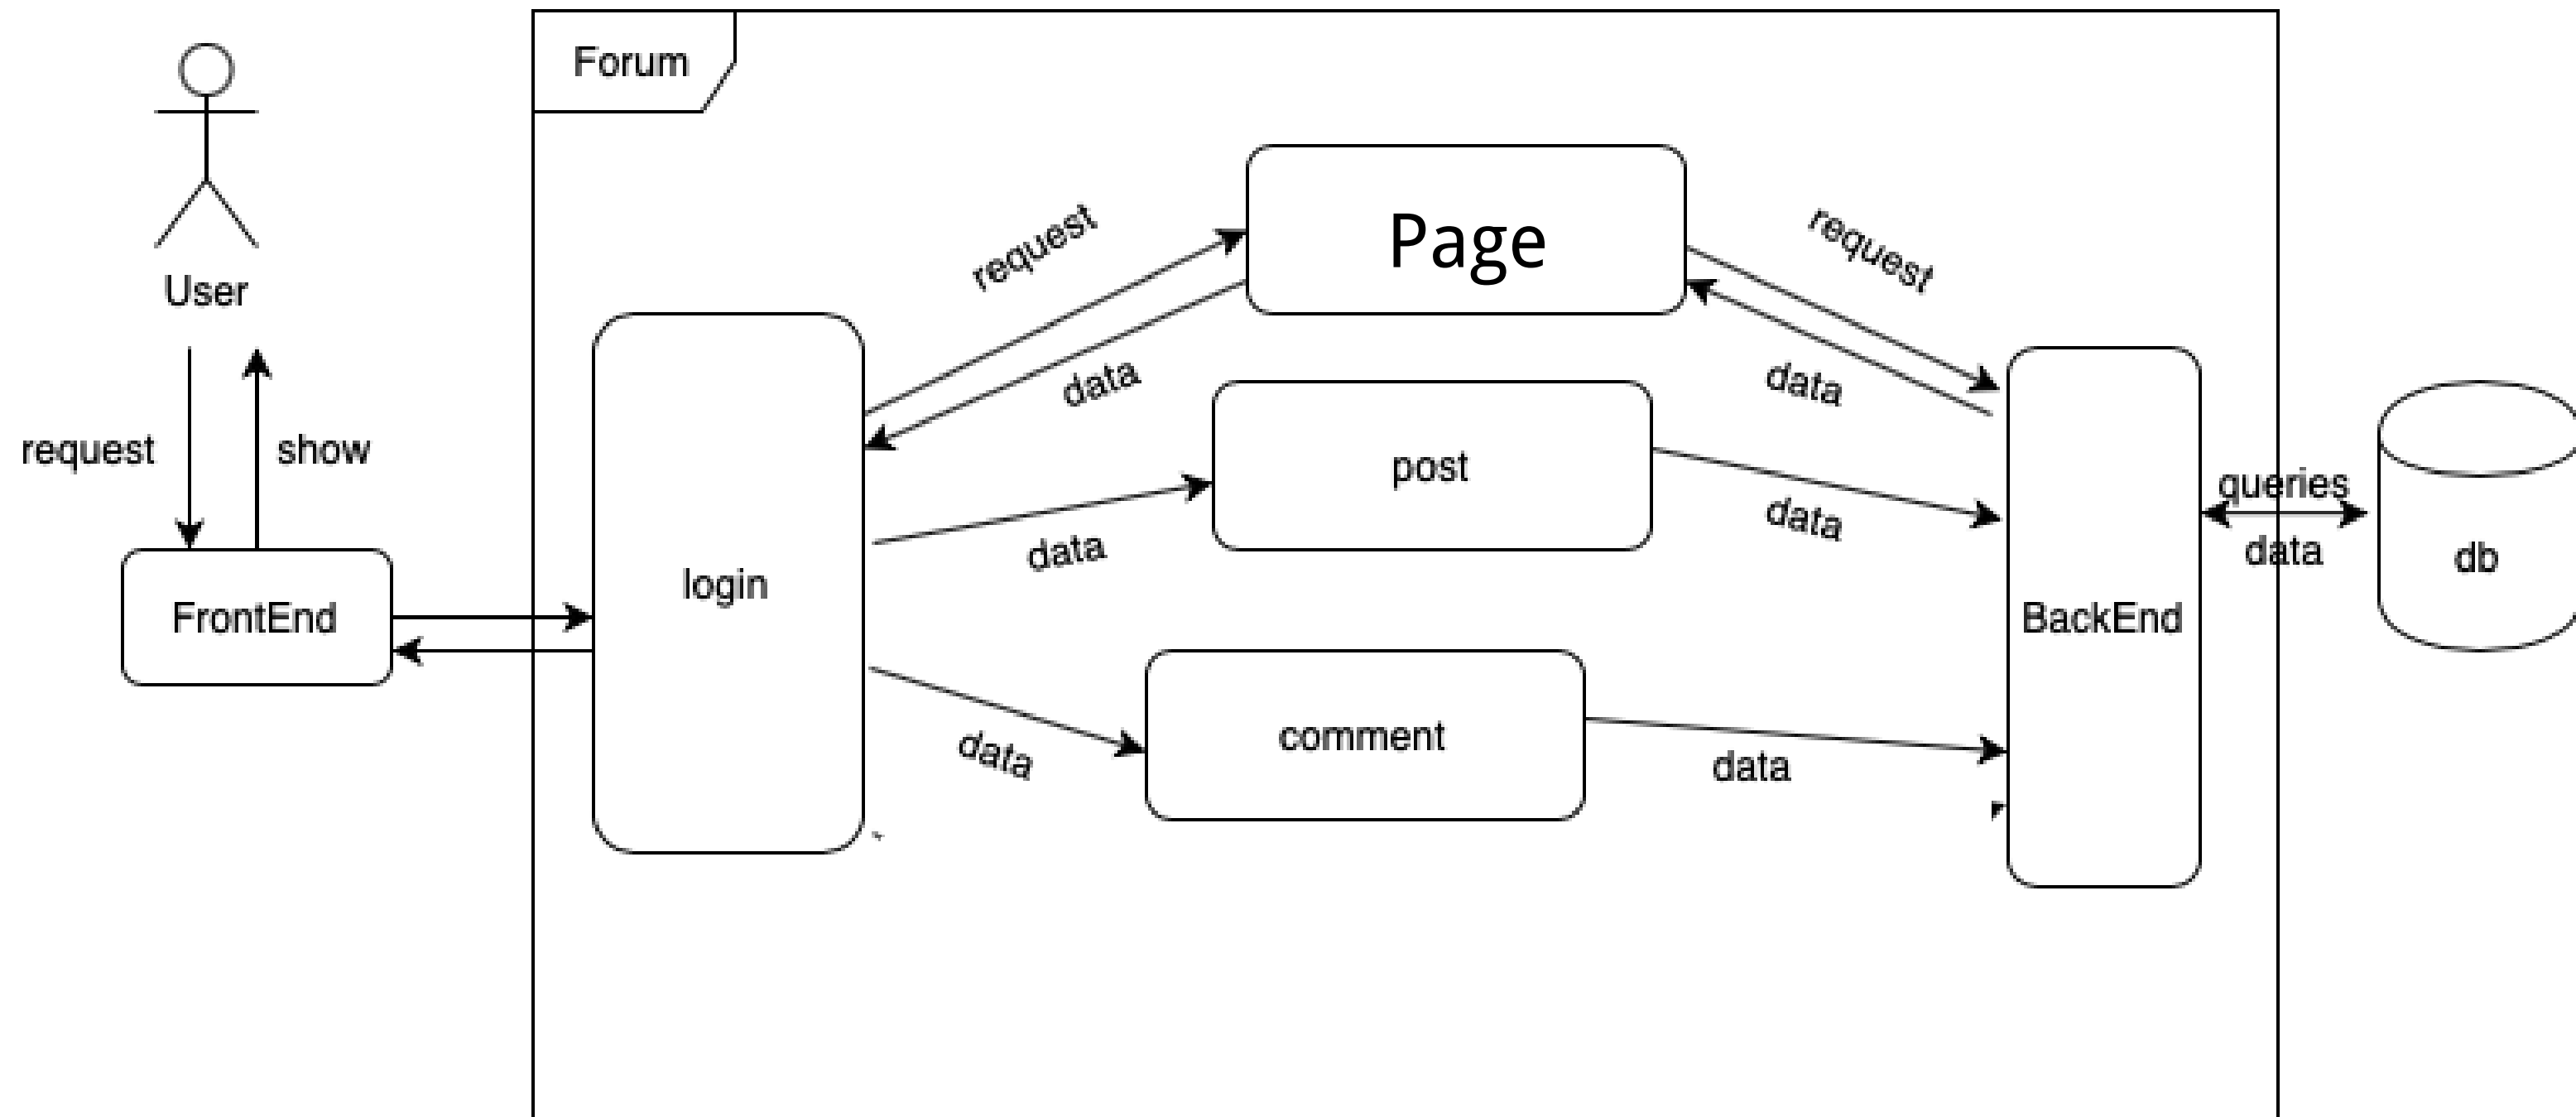 Forum
User
request
show
FrontEnd
login
request
data
Page
request
data
data
post
data
data
comment
data
BackEnd
queries
data
db